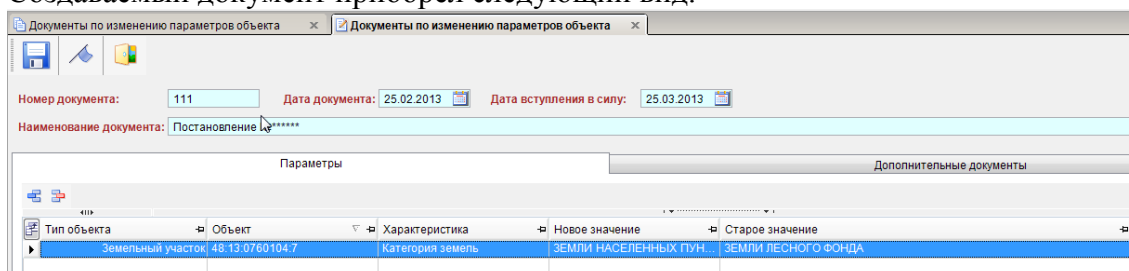 Создаваемый документ приобрел следующий вид:
Документы по изменению параметров объекта × Документы по изменению параметров объекта ×
Номер документа: 111 Дата документа: 25.02.2013 Дата вступления в силу: 25.03.2013
Наименование документа: Постановление ******
Параметры Дополнительные документы
Тип объекта Объект Характеристика Новое значение Старое значение
Земельный участок 48:13:0760104:7 Категория земель ЗЕМЛИ НАСЕЛЕННЫХ ПУН... ЗЕМЛИ ЛЕСНОГО ФОНДА